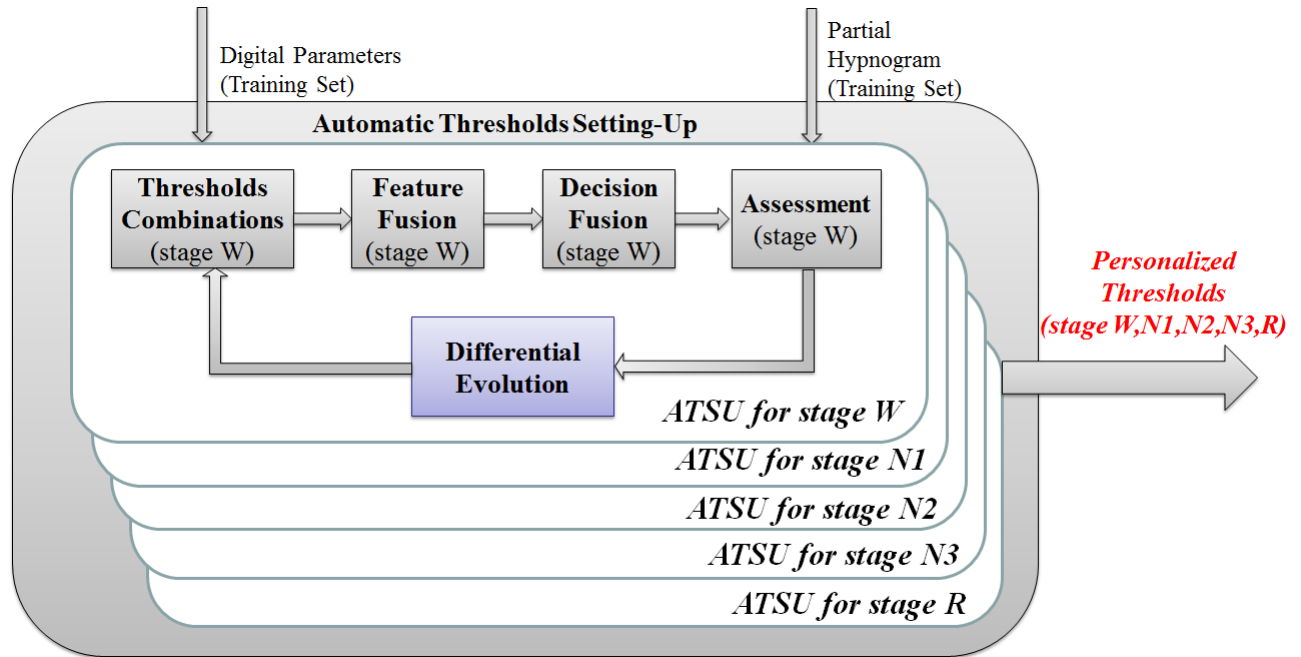 Digital Parameters
(Training Set)
Partial
Hypnogram
(Training Set)
Automatic Thresholds Setting-Up
Thresholds
Combinations
(stage W)
Feature
Fusion
(stage W)
Decision
Fusion
(stage W)
Assessment
(stage W)
Differential
Evolution
ATSU for stage W
ATSU for stage N1
ATSU for stage N2
ATSU for stage N3
ATSU for stage R
Personalized
Thresholds
(stage W,N1,N2,N3,R)